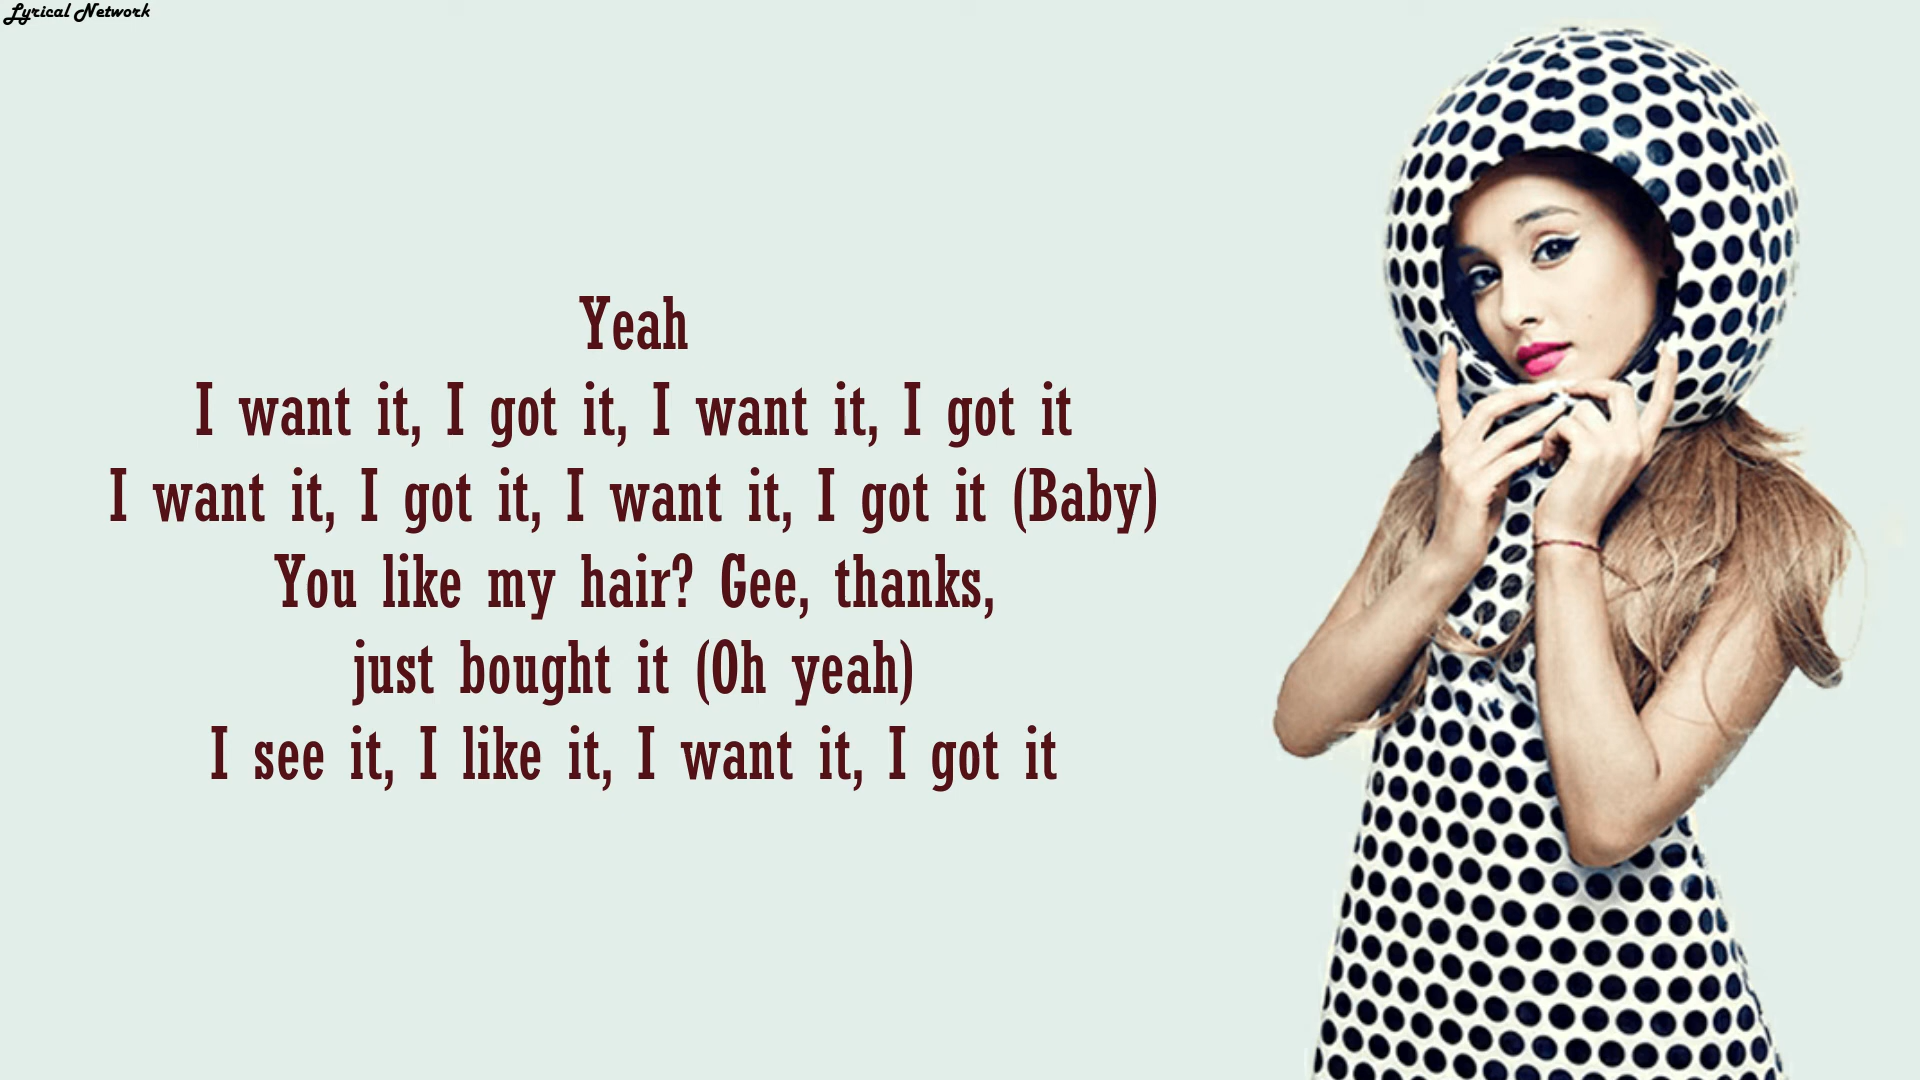 Lyrical Network
Yeah
I want it, I got it, I want it, I got it
I want it, I got it, I want it, I got it (Baby)
You like my hair? Gee, thanks,
just bought it (Oh yeah)
I see it, I like it, I want it, I got it